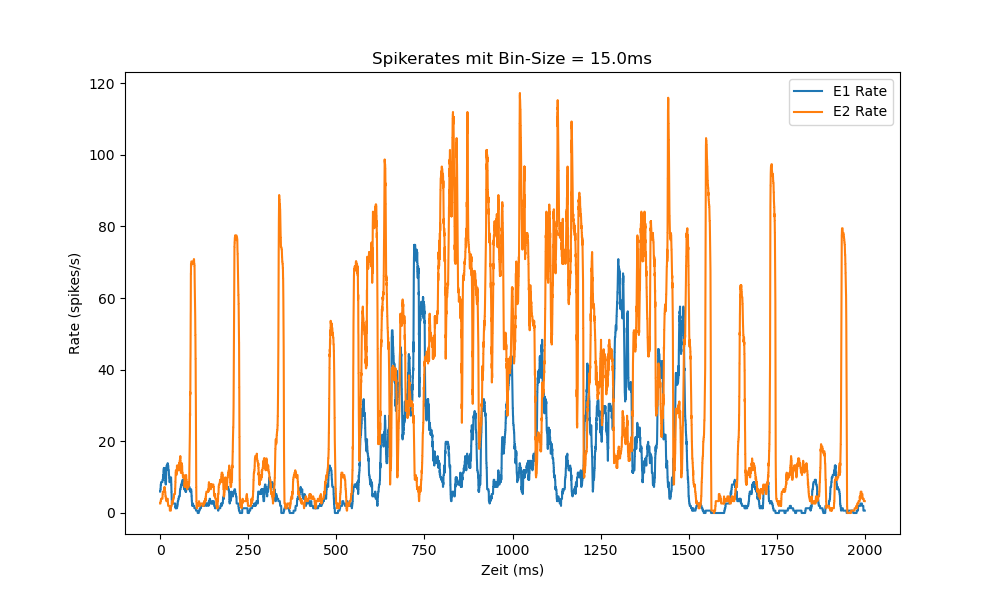 Spikerates mit Bin-Size = 15.0ms
E1 Rate
E2 Rate
120
100
80
60
40
20
0
Rate (spikes/s)
0 250 500 750 1000 1250 1500 1750 2000
Zeit (ms)